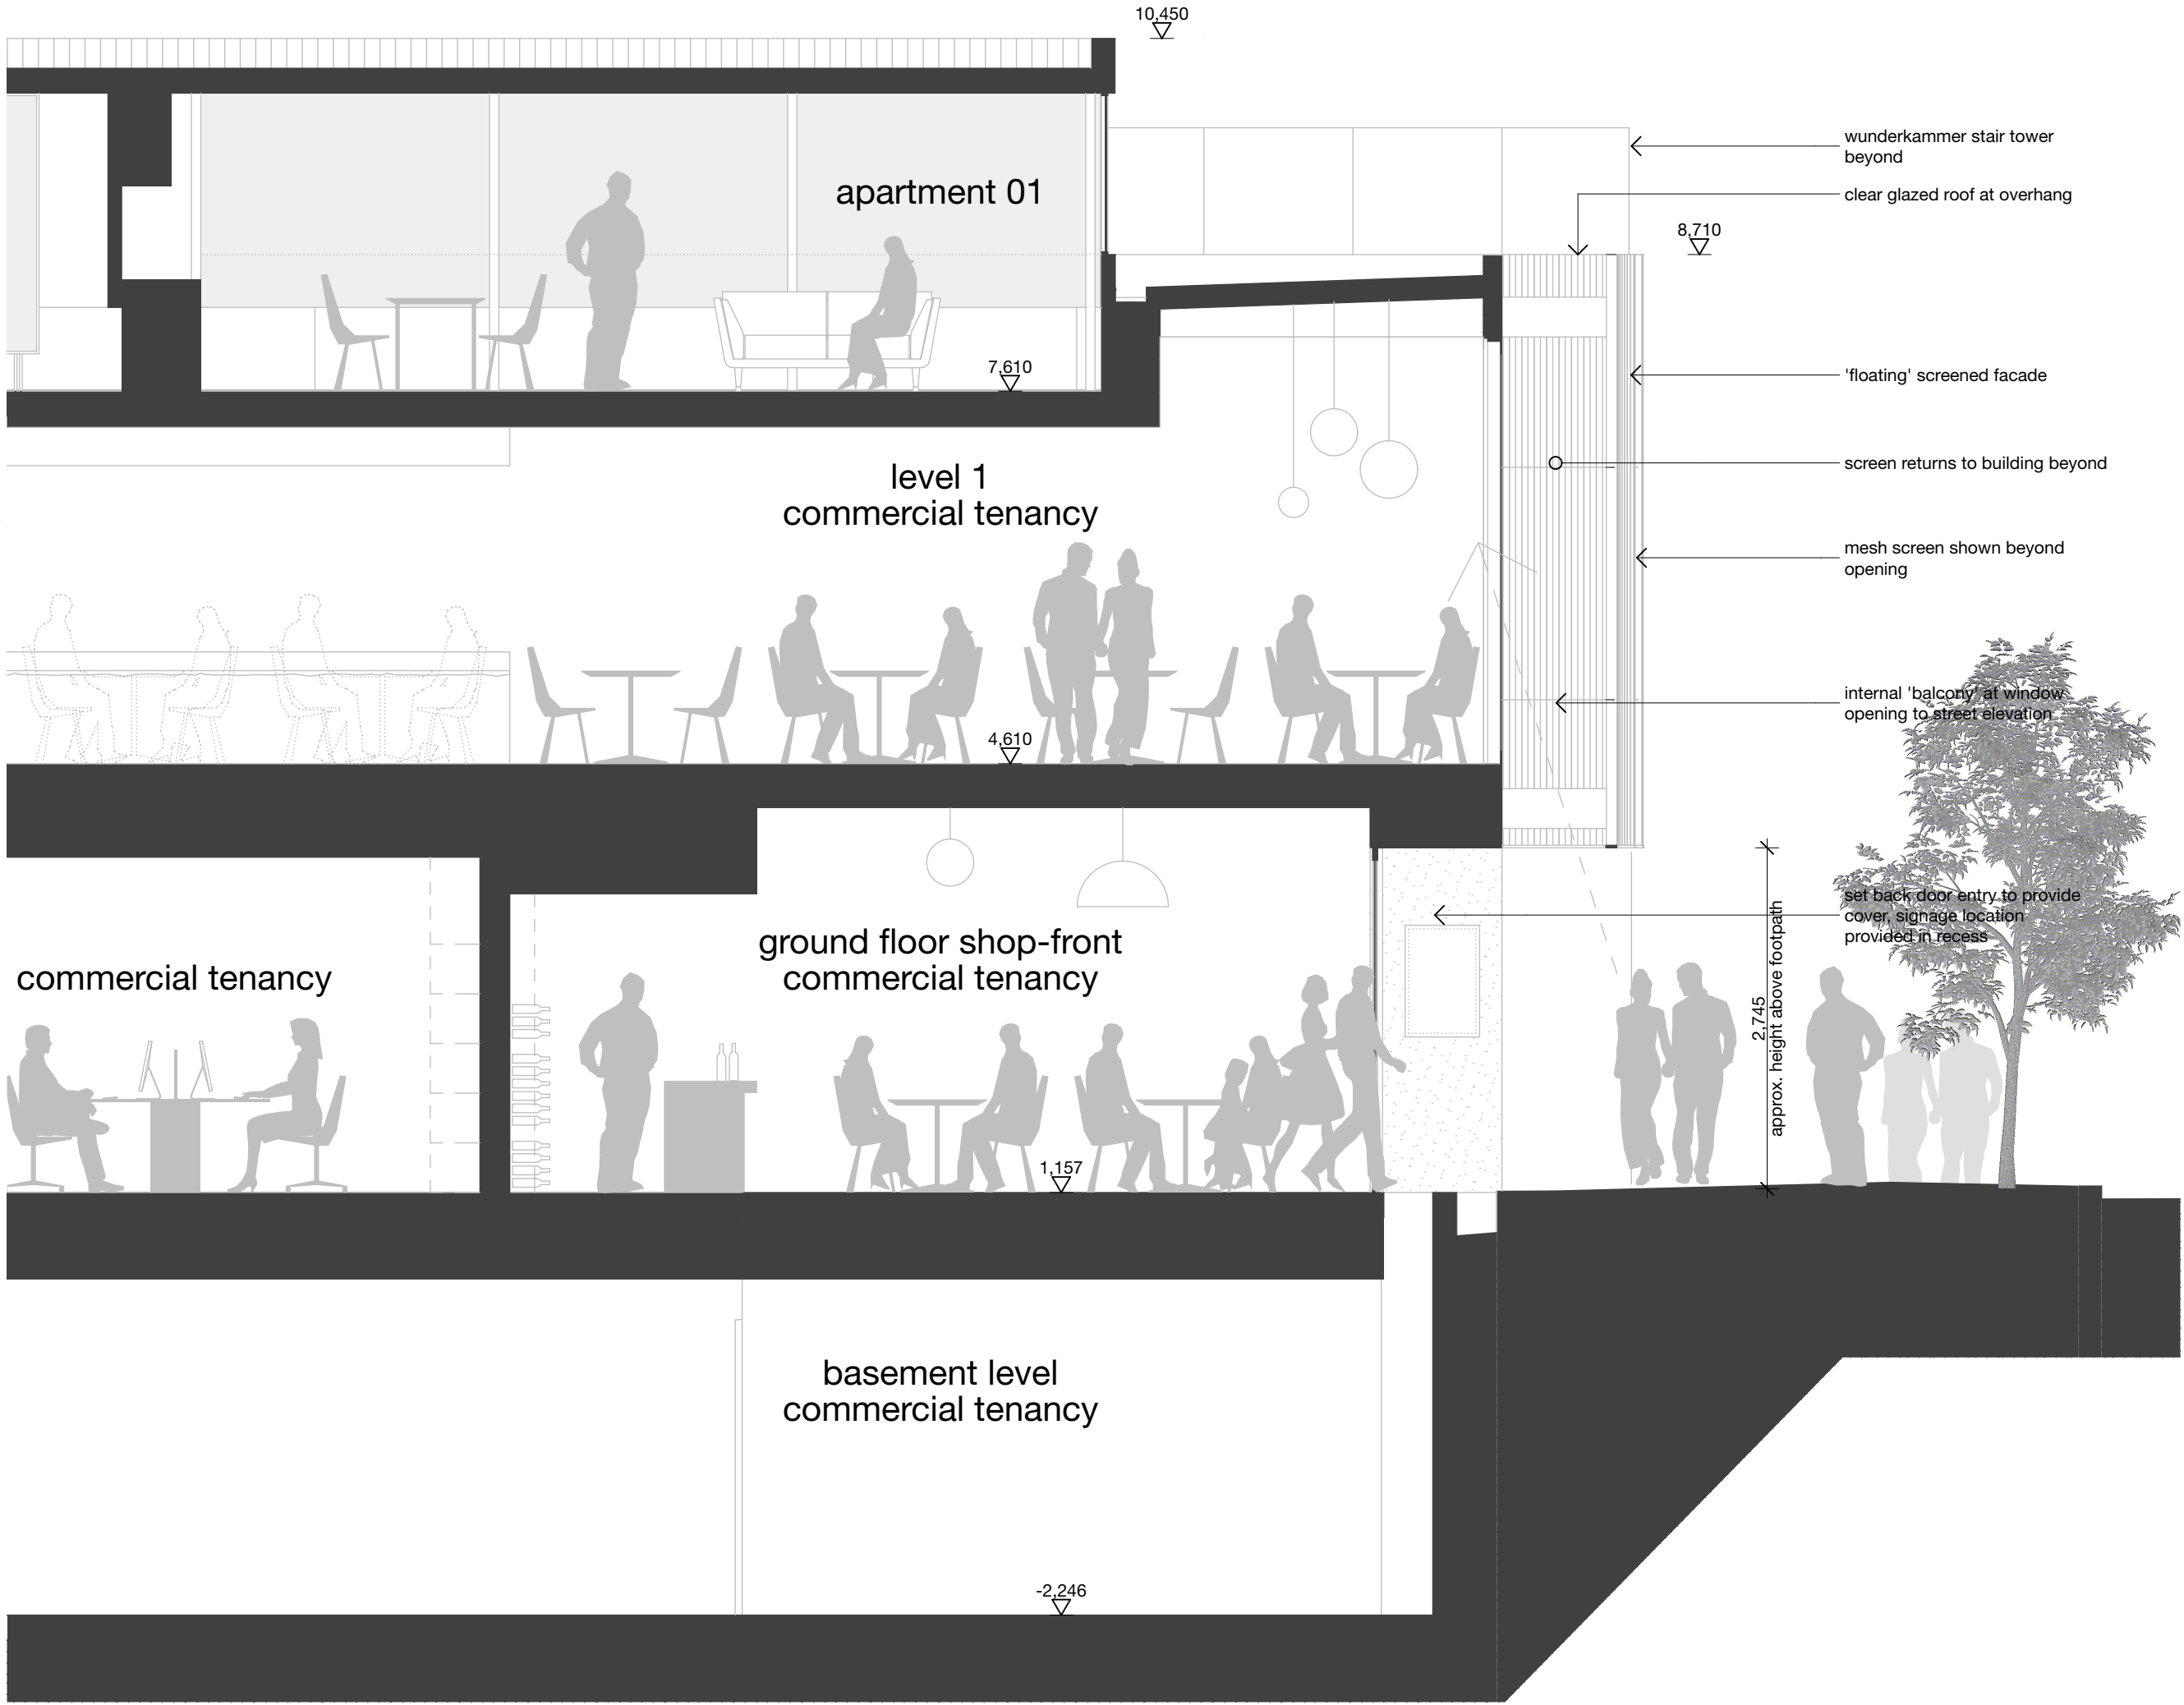 10,450
wunderkammer stair tower
beyond
apartment 01
clear glazed roof at overhang
8,710
7,610
'floating' screened facade
level 1
commercial tenancy
screen returns to building beyond
mesh screen shown beyond
opening
internal 'balcony' at window
opening to street elevation
4,610
set back door entry to provide
cover, signage location
provided in recess
ground floor shop-front
commercial tenancy
commercial tenancy
2,745
approx. height above footpath
1,157
basement level
commercial tenancy
-2,246